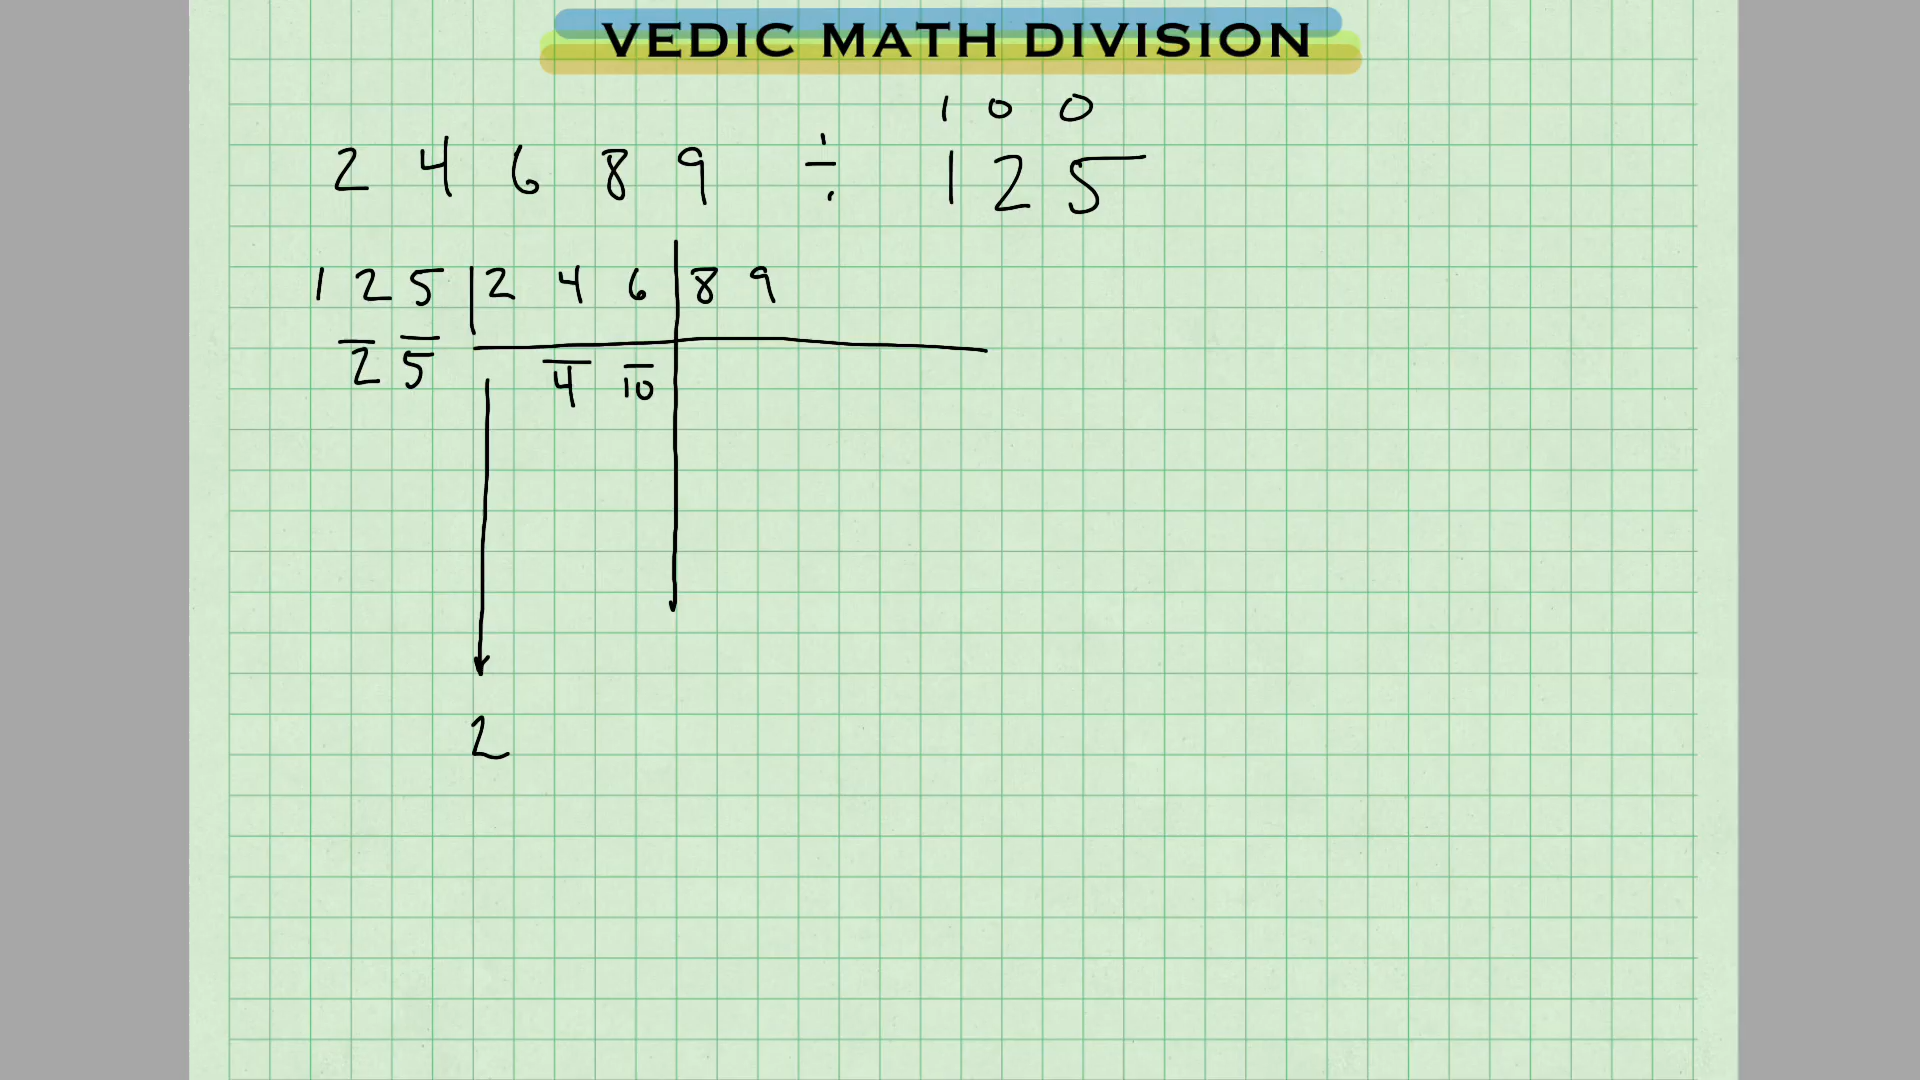 VEDIC MATH DIVISION
1 0 0
2 4 6 8 9 ÷ 1 2 5
1 2 5 | 2 4 6 | 8 9
2̅ 5̅ 4̅ 1̅0̅
2